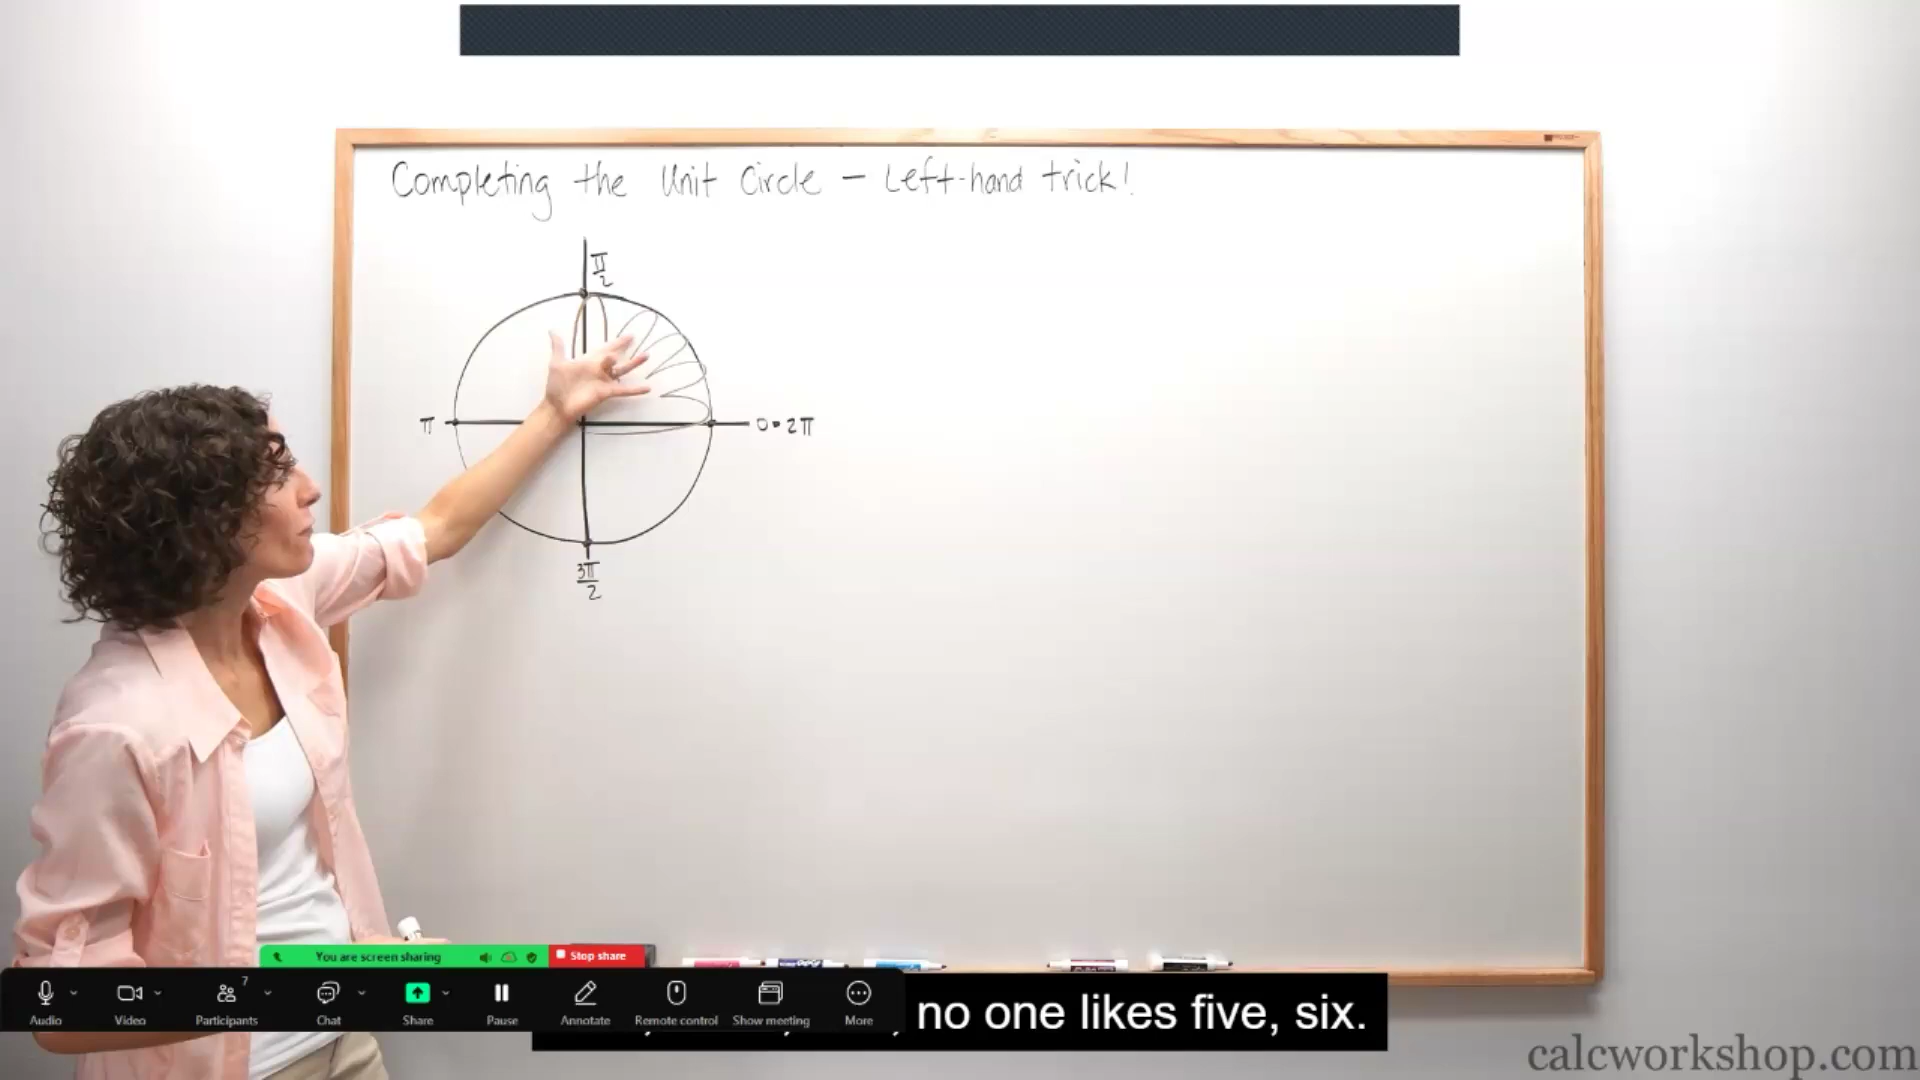 Completing the Unit Circle – Left-hand trick!
π
2
π
0 • 2π
3π
2
You are screen sharing
Stop share
7
Audio
Video
Participants
Chat
Share
Pause
Annotate
Remote control
Show meeting
More
no one likes five, six.
calcworkshop.com